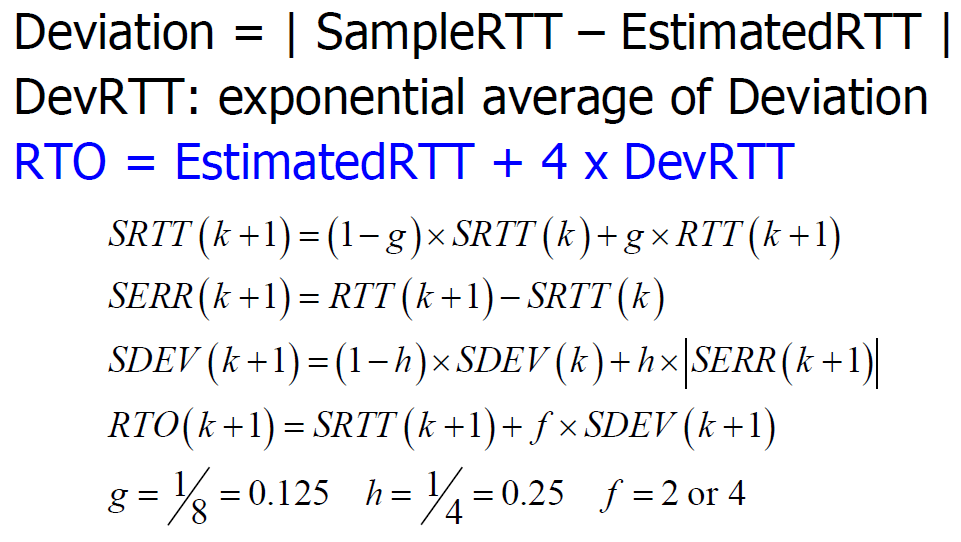 Deviation = | SampleRTT – EstimatedRTT |
DevRTT: exponential average of Deviation
RTO = EstimatedRTT + 4 x DevRTT
SRTT(k+1)=(1−g)×SRTT(k)+g×RTT(k+1)
SERR(k+1)=RTT(k+1)−SRTT(k)
SDEV(k+1)=(1−h)×SDEV(k)+h×|SERR(k+1)|
RTO(k+1)=SRTT(k+1)+f×SDEV(k+1)
g=1/8=0.125 h=1/4=0.25 f=2 or 4